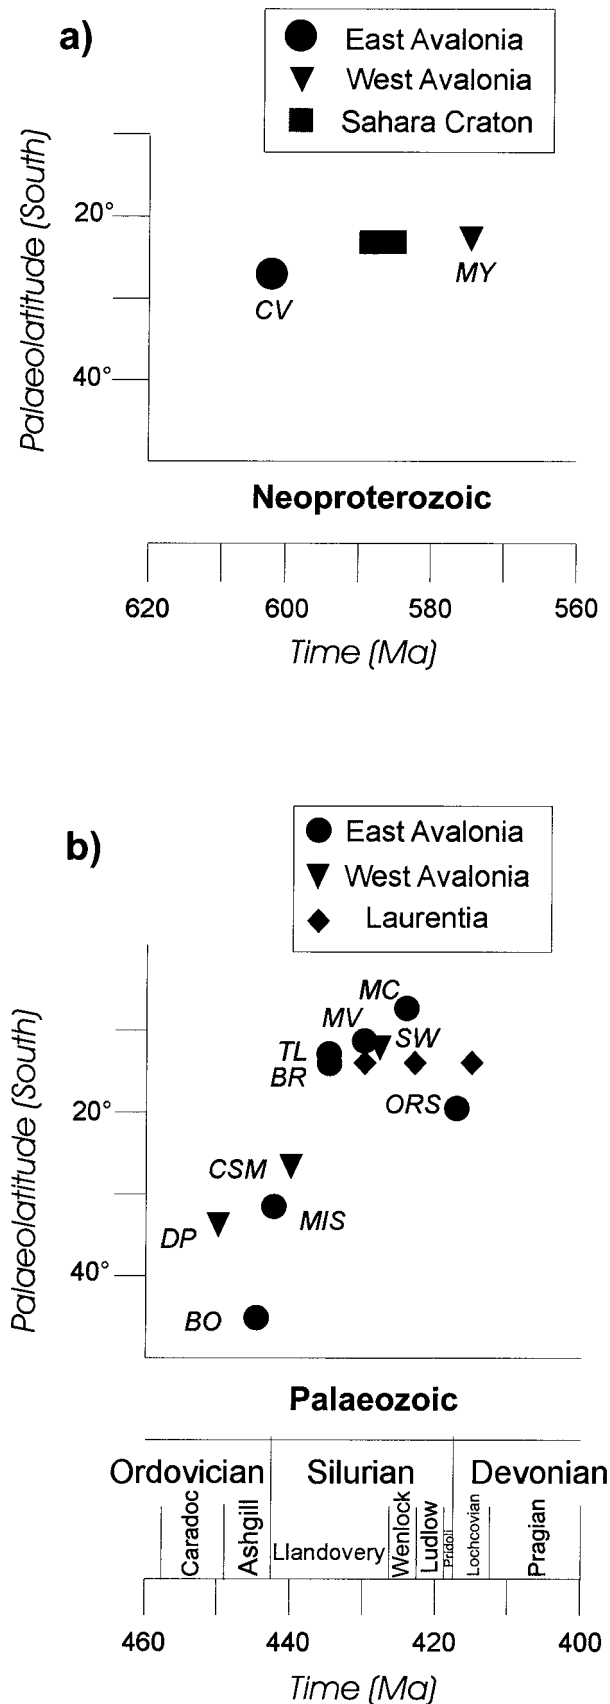 a)
East Avalonia
West Avalonia
Sahara Craton
Palaeolatitude (South)
20°
40°
CV
MY
Neoproterozoic
620 600 580 560
Time (Ma)
b)
East Avalonia
West Avalonia
Laurentia
Palaeolatitude (South)
20°
40°
MC
MV
SW
TL
BR
ORS
CSM
MIS
DP
BO
Palaeozoic
Ordovician Silurian Devonian
Caradoc Ashgill Llandovery Wenlock Ludlow Pridoli Lochcovian Pragian
460 440 420 400
Time (Ma)